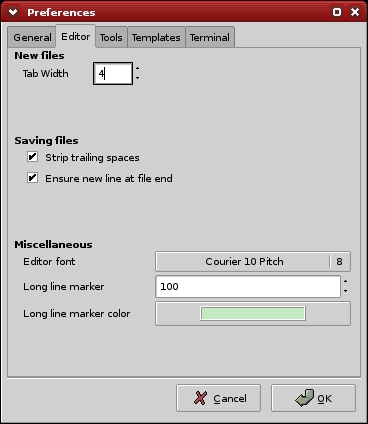 Preferences
General Editor Tools Templates Terminal
New files
Tab Width 4
Saving files
Strip trailing spaces
Ensure new line at file end
Miscellaneous
Editor font Courier 10 Pitch 8
Long line marker 100
Long line marker color
Cancel OK